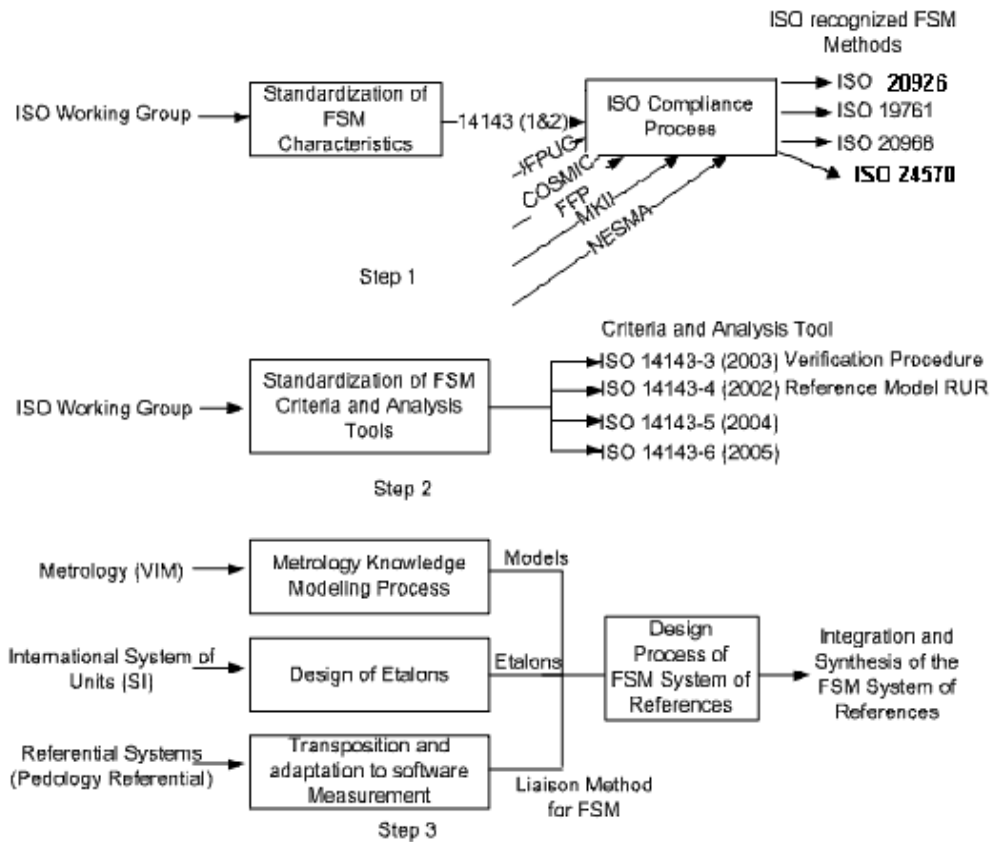 ISO recognized FSM
Methods
ISO Working Group
Standardization of
FSM
Characteristics
14143 (1&2)
ISO Compliance
Process
ISO 20926
ISO 19761
ISO 20968
ISO 24570
IFPUG
COSMIC
FFP
MKII
NESMA
Step 1
Criteria and Analysis Tool
ISO Working Group
Standardization of FSM
Criteria and Analysis
Tools
ISO 14143-3 (2003) Verification Procedure
ISO 14143-4 (2002) Reference Model RUR
ISO 14143-5 (2004)
ISO 14143-6 (2005)
Step 2
Metrology (VIM)
Metrology Knowledge
Modeling Process
Models
International System of
Units (SI)
Design of Etalons
Etalons
Design
Process of
FSM System of
References
Integration and
Synthesis of the
FSM System of
References
Referential Systems
(Pedology Referential)
Transposition and
adaptation to software
Measurement
Liaison Method
for FSM
Step 3